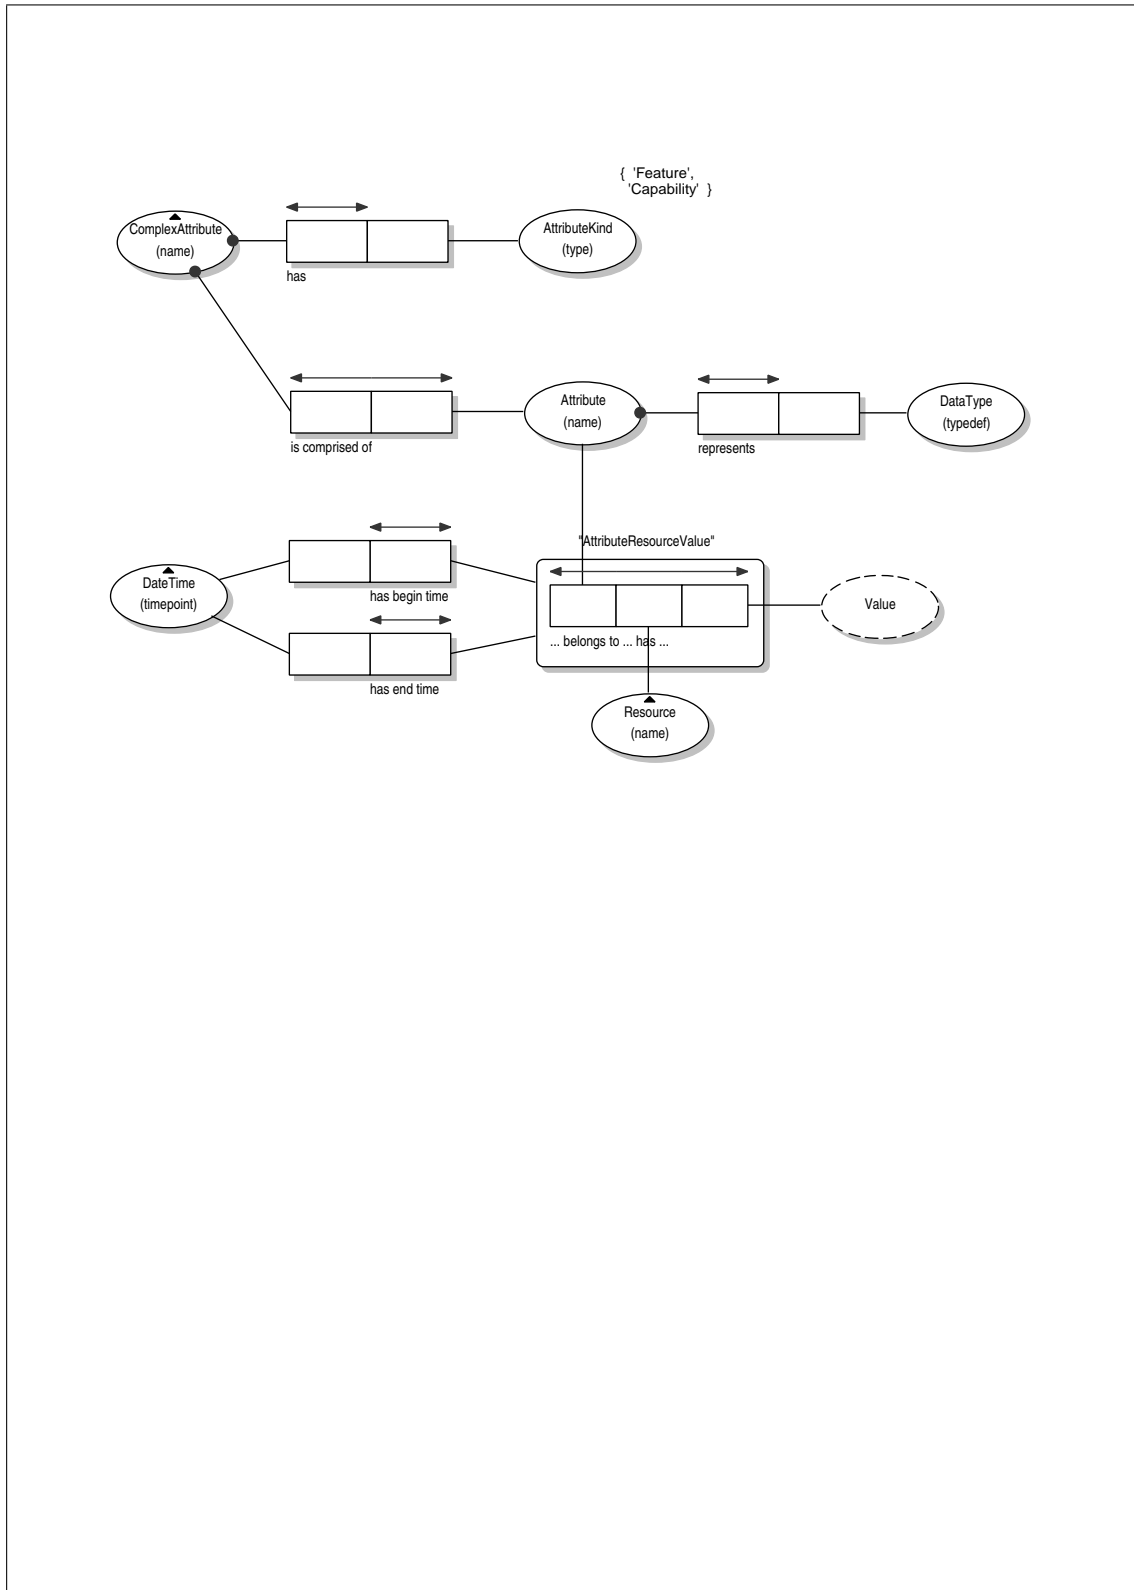 { 'Feature',
'Capability' }
ComplexAttribute
(name)
has
AttributeKind
(type)
is comprised of
Attribute
(name)
represents
DataType
(typedef)
DateTime
(timepoint)
has begin time
has end time
"AttributeResourceValue"
... belongs to ... has ...
Value
Resource
(name)